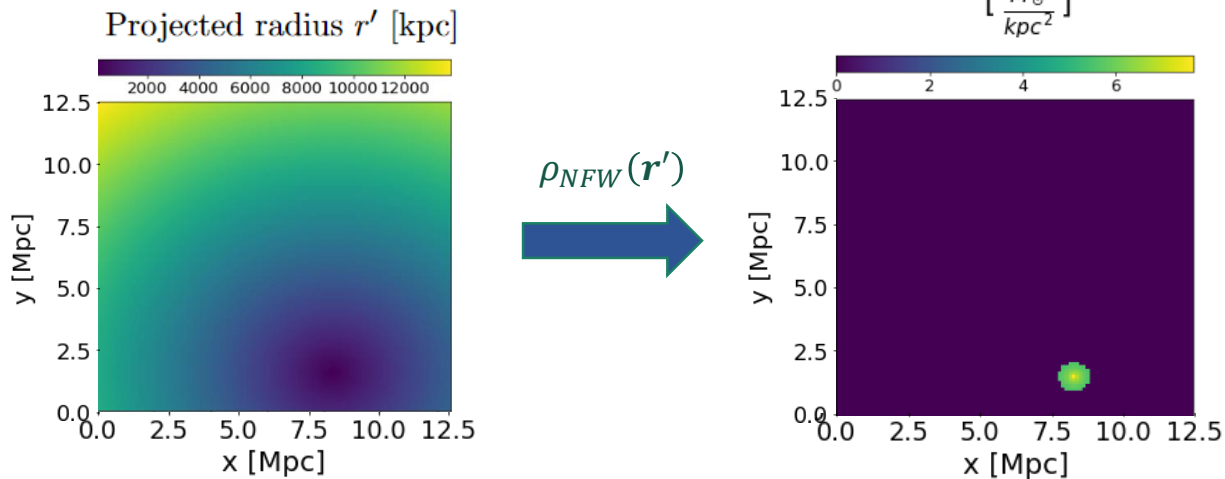 Projected radius r′ [kpc]
2000 4000 6000 8000 10000 12000
12.5
10.0
7.5
5.0
2.5
0.0
y [Mpc]
0.0 2.5 5.0 7.5 10.0 12.5
x [Mpc]
ρ_NFW(r′)
kpc²
0 2 4 6
12.5
10.0
7.5
5.0
2.5
0.0
y [Mpc]
0.0 2.5 5.0 7.5 10.0 12.5
x [Mpc]